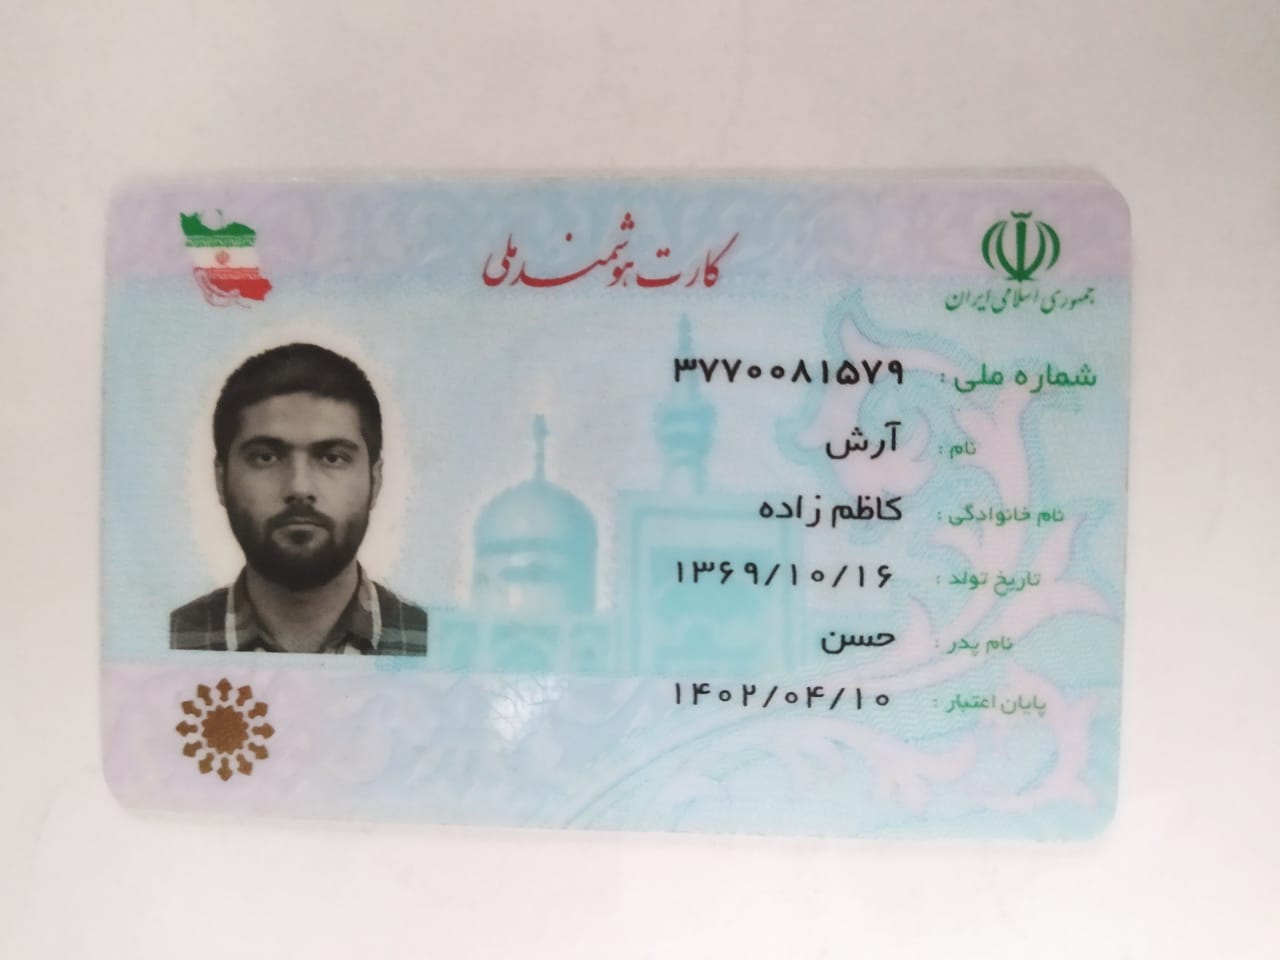 کارت هوشمند ملی
جمهوری اسلامی ایران
شماره ملی : ۳۷۷۰۰۸۱۵۷۹
نام : آرش
نام خانوادگی : کاظم زاده
تاریخ تولد : ۱۳۶۹/۱۰/۱۶
نام پدر : حسن
پایان اعتبار : ۱۴۰۲/۰۴/۱۰